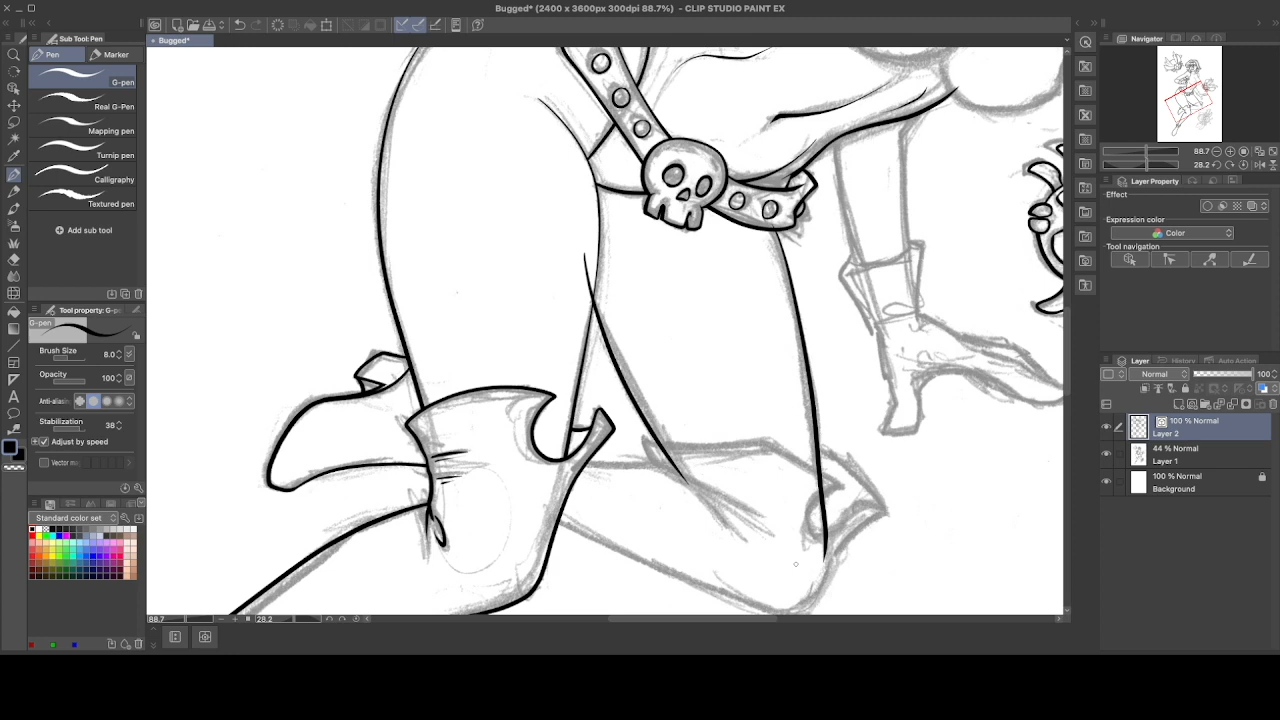 Bugged* (2400 x 3600px 300dpi 88.7%) - CLIP STUDIO PAINT EX
Sub Tool: Pen
Bugged*
Navigator
Pen
Marker
G-pen
Real G-Pen
Mapping pen
Turnip pen
Calligraphy
Textured pen
Add sub tool
88.7
28.2
Layer Property
Effect
Expression color
Color
Tool navigation
Tool property: G-pe
G-pen
Brush Size
8.0
Opacity
100
Anti-aliasin
Stabilization
38
Adjust by speed
Vector ma
Standard color set
Layer
History
Auto Action
Normal
100
100 % Normal
Layer 2
44 % Normal
Layer 1
100 % Normal
Background
88.7
28.2